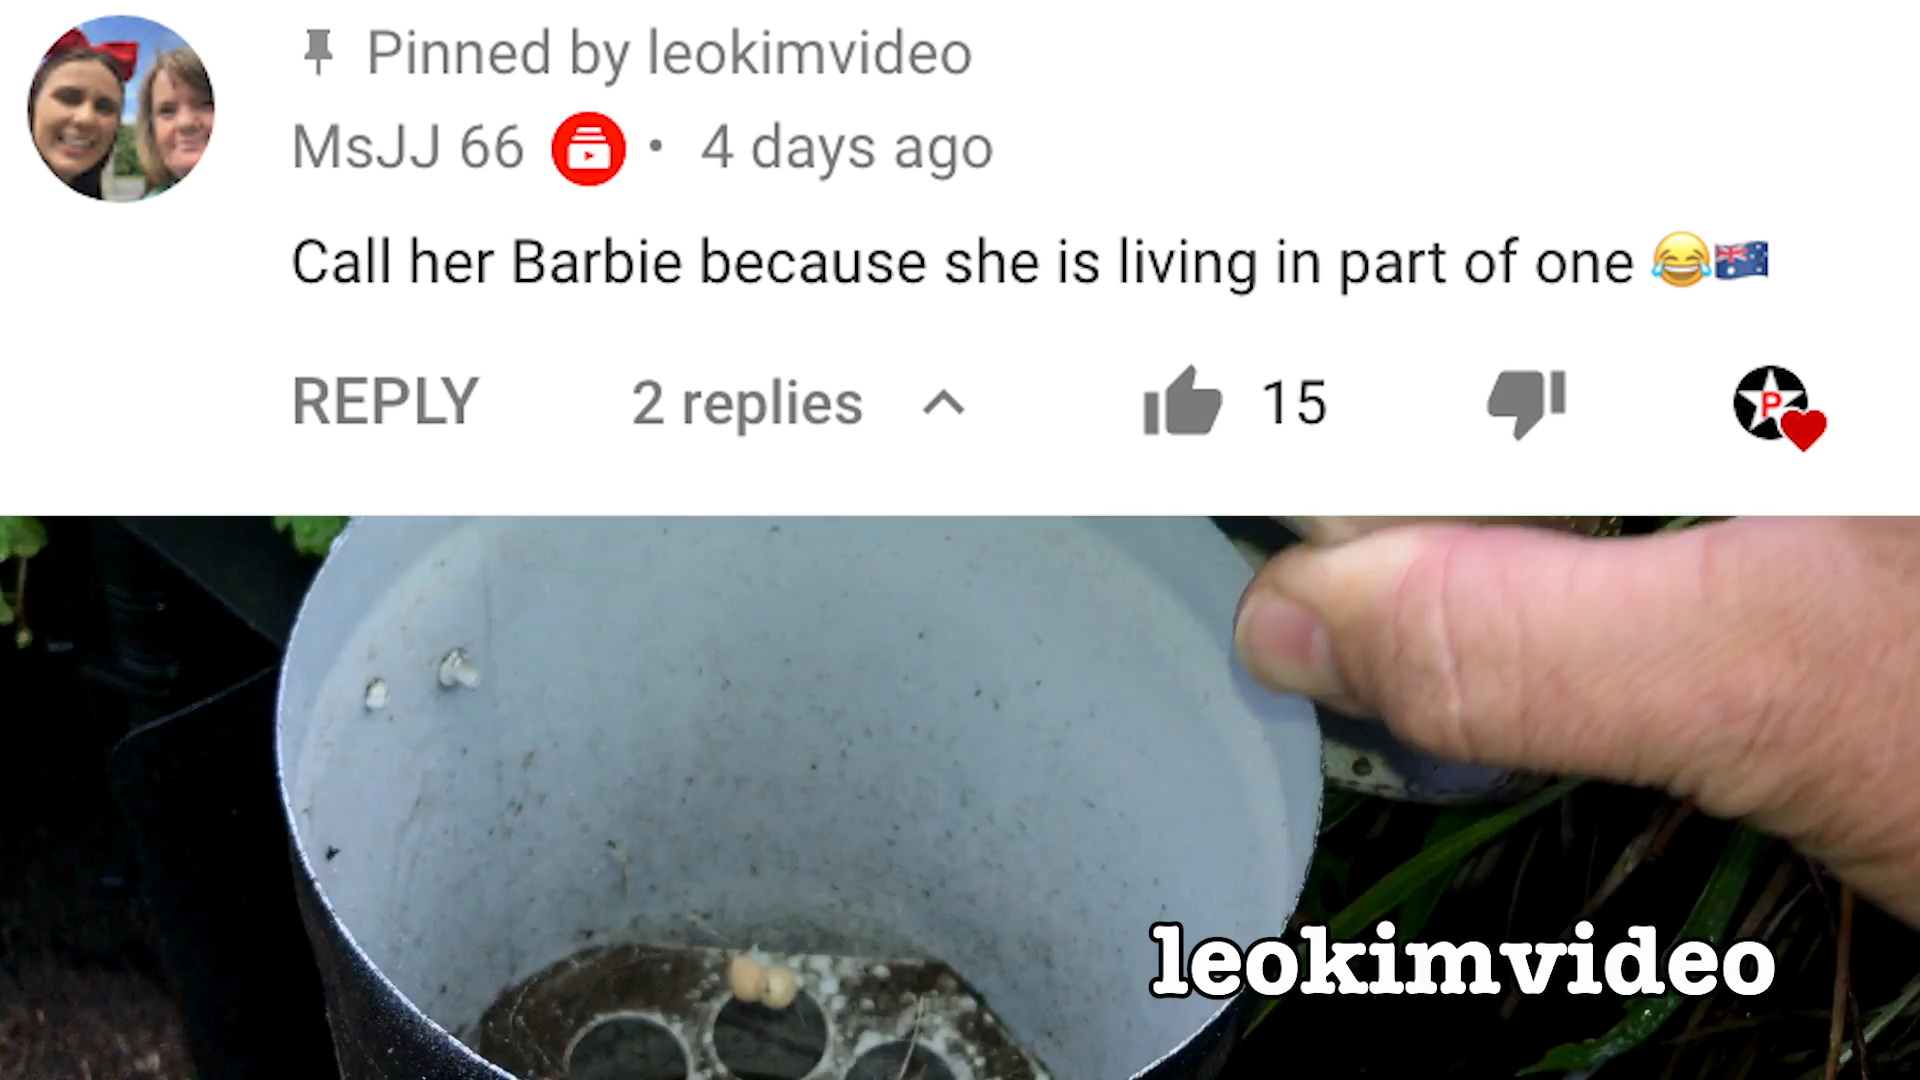 Pinned by leokimvideo
MsJJ 66 • 4 days ago
Call her Barbie because she is living in part of one 😂🇦🇺
REPLY 2 replies 15
P
leokimvideo